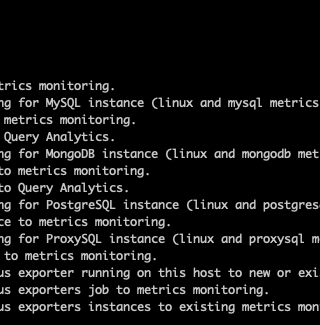 metrics monitoring.
ng for MySQL instance (linux and mysql metrics
metrics monitoring.
Query Analytics.
ng for MongoDB instance (linux and mongodb met
to metrics monitoring.
to Query Analytics.
ng for PostgreSQL instance (linux and postgres
ce to metrics monitoring.
ng for ProxySQL instance (linux and proxysql m
to metrics monitoring.
us exporter running on this host to new or exi
us exporters job to metrics monitoring.
us exporters instances to existing metrics mon